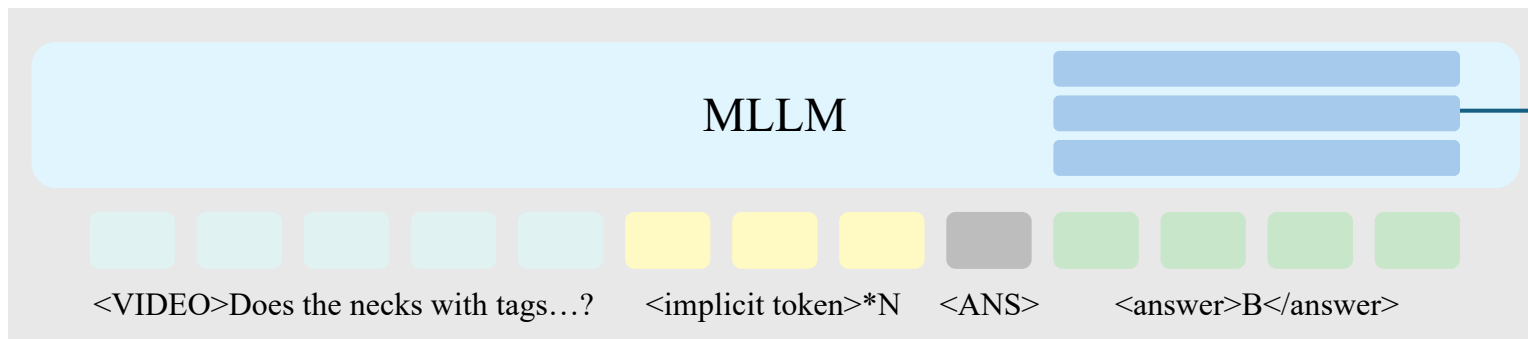 MLLM
<VIDEO>Does the necks with tags…? <implicit token>*N <ANS> <answer>B</answer>